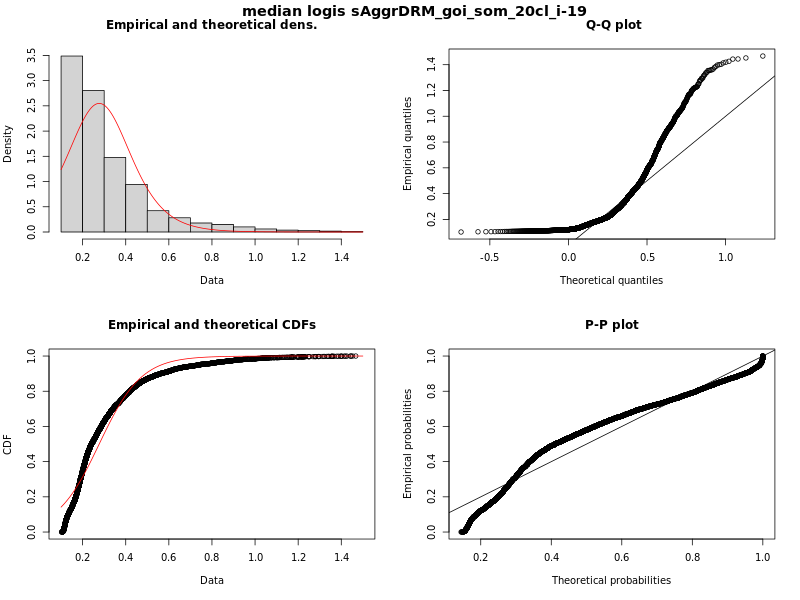 median logis sAggrDRM_goi_som_20cl_i-19
Empirical and theoretical dens.
Density
0.0 0.5 1.0 1.5 2.0 2.5 3.0 3.5
0.2 0.4 0.6 0.8 1.0 1.2 1.4
Data
Q-Q plot
Empirical quantiles
0.2 0.4 0.6 0.8 1.0 1.2 1.4
-0.5 0.0 0.5 1.0
Theoretical quantiles
Empirical and theoretical CDFs
CDF
0.0 0.2 0.4 0.6 0.8 1.0
0.2 0.4 0.6 0.8 1.0 1.2 1.4
Data
P-P plot
Empirical probabilities
0.0 0.2 0.4 0.6 0.8 1.0
0.2 0.4 0.6 0.8 1.0
Theoretical probabilities